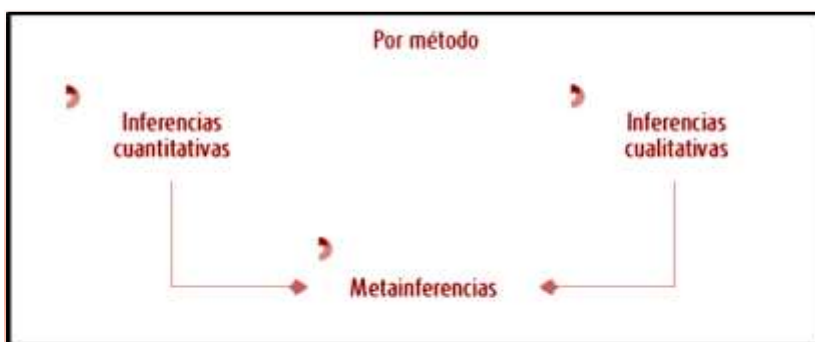 Por método
Inferencias
cuantitativas
Inferencias
cualitativas
Metainferencias